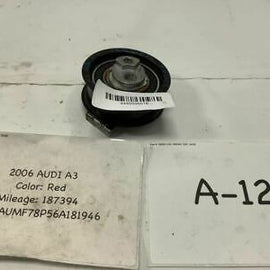 2006 AUDI A3
Color: Red
Mileage: 187394
AUMF78P56A181946
A-12